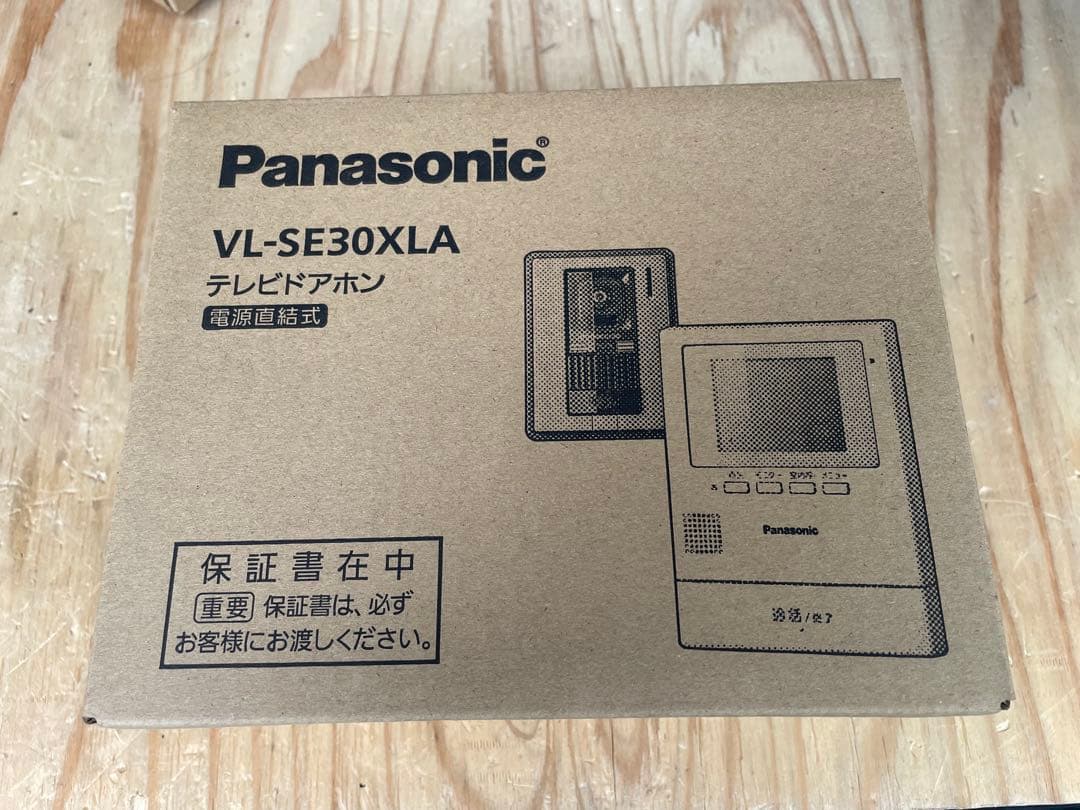 Panasonic®
VL-SE30XLA
テレビドアホン
電源直結式
Panasonic
保証書在中
重要 保証書は、必ず
お客様にお渡しください。